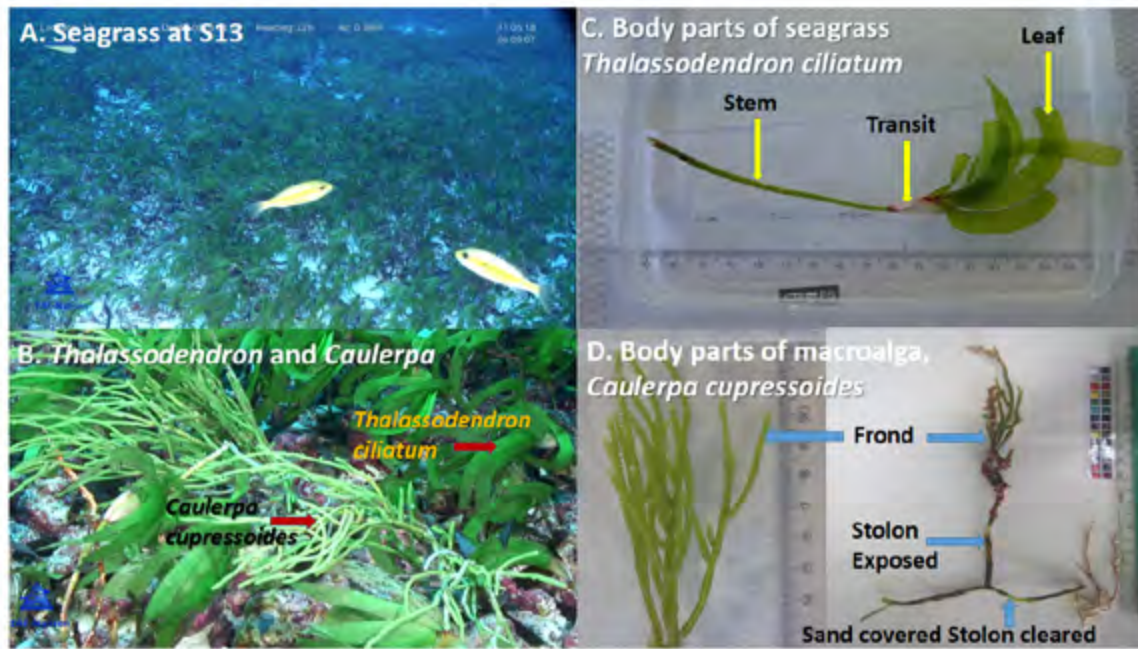 A. Seagrass at S13
B. Thalassodendron and Caulerpa
Thalassodendron
ciliatum
Caulerpa
cupressoides
C. Body parts of seagrass
Thalassodendron ciliatum
Leaf
Stem
Transit
D. Body parts of macroalga,
Caulerpa cupressoides
Frond
Stolon
Exposed
Sand covered Stolon cleared